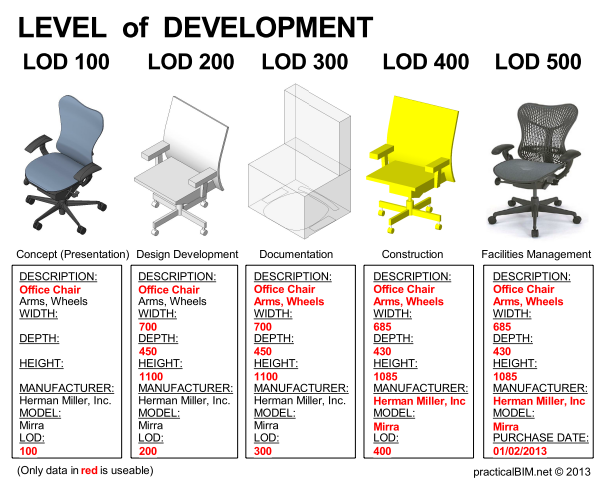 LEVEL of DEVELOPMENT
LOD 100
LOD 200
LOD 300
LOD 400
LOD 500
Concept (Presentation)
Design Development
Documentation
Construction
Facilities Management
DESCRIPTION:
Office Chair
Arms, Wheels
WIDTH:
DEPTH:
HEIGHT:
MANUFACTURER:
Herman Miller, Inc.
MODEL:
Mirra
LOD:
100
DESCRIPTION:
Office Chair
Arms, Wheels
WIDTH:
700
DEPTH:
450
HEIGHT:
1100
MANUFACTURER:
Herman Miller, Inc.
MODEL:
Mirra
LOD:
200
DESCRIPTION:
Office Chair
Arms, Wheels
WIDTH:
700
DEPTH:
450
HEIGHT:
1100
MANUFACTURER:
Herman Miller, Inc.
MODEL:
Mirra
LOD:
300
DESCRIPTION:
Office Chair
Arms, Wheels
WIDTH:
685
DEPTH:
430
HEIGHT:
1085
MANUFACTURER:
Herman Miller, Inc
MODEL:
Mirra
LOD:
400
DESCRIPTION:
Office Chair
Arms, Wheels
WIDTH:
685
DEPTH:
430
HEIGHT:
1085
MANUFACTURER:
Herman Miller, Inc
MODEL:
Mirra
PURCHASE DATE:
01/02/2013
(Only data in red is useable)
practicalBIM.net © 2013